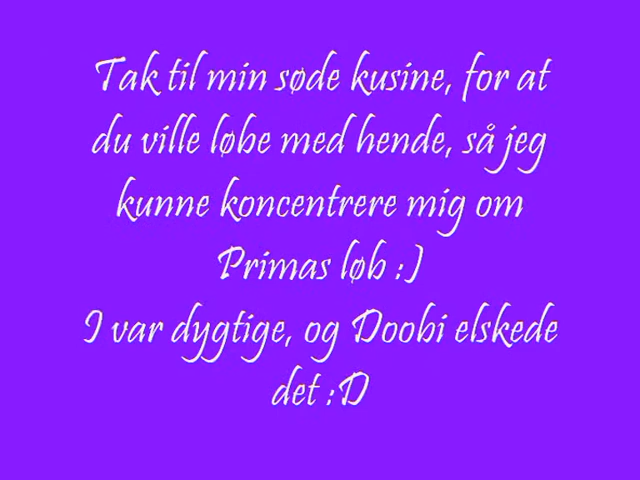 Tak til min søde kusine, for at
du ville løbe med hende, så jeg
kunne koncentrere mig om
Primas løb :)
I var dygtige, og Doobi elskede
det :D